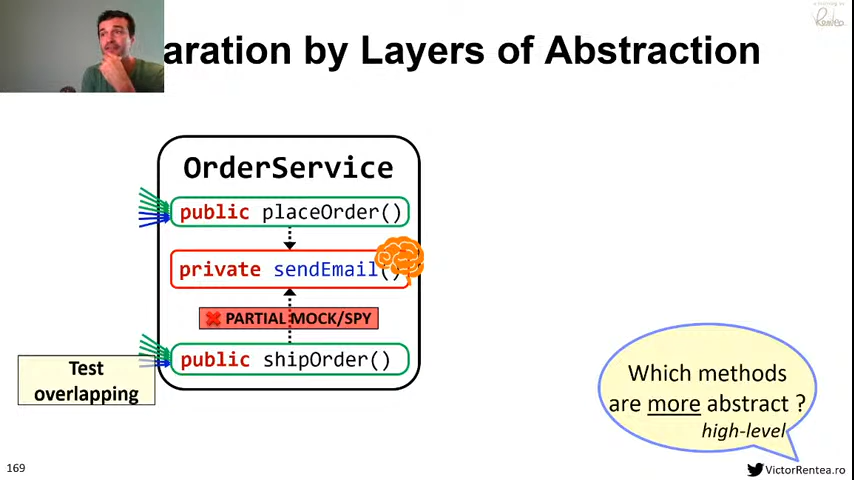 aration by Layers of Abstraction
OrderService
public placeOrder()
private sendEmail()
PARTIAL MOCK/SPY
public shipOrder()
Test
overlapping
Which methods
are more abstract ?
high-level
169
VictorRentea.ro